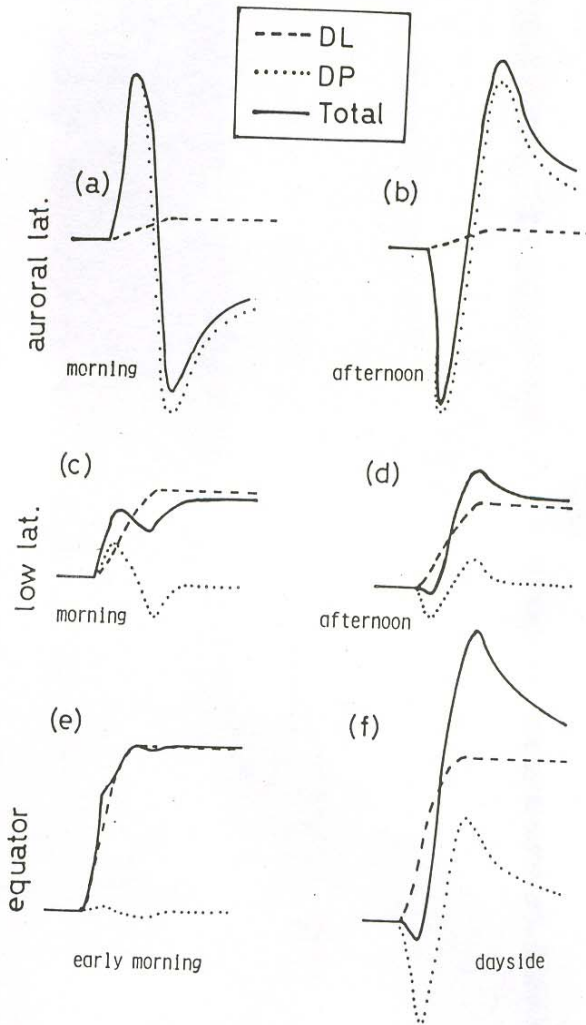 DL
DP
Total
(a)
(b)
auroral lat.
morning
afternoon
(c)
(d)
low lat.
morning
afternoon
(e)
(f)
equator
early morning
dayside